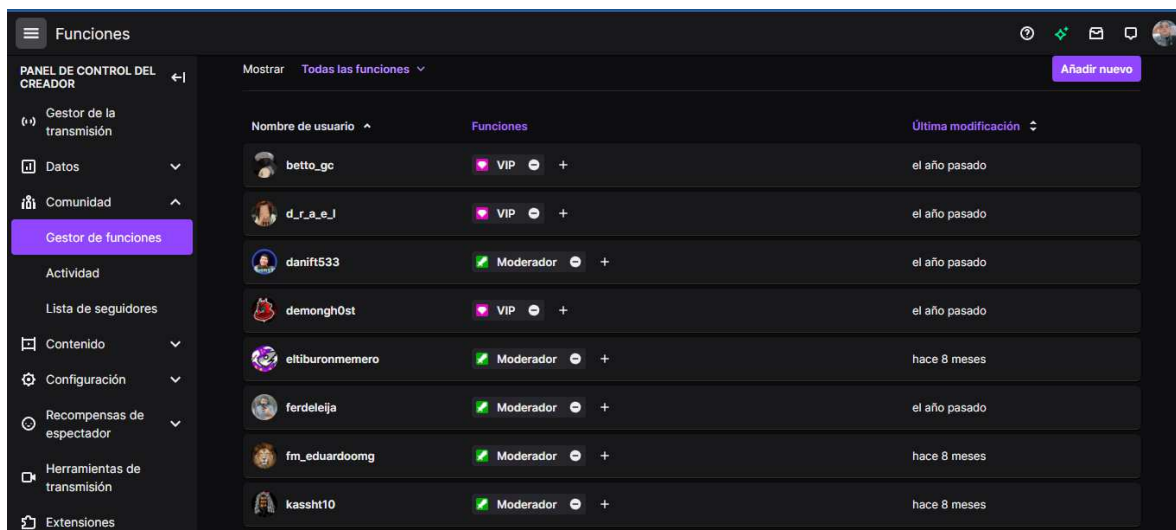 Funciones
PANEL DE CONTROL DEL
CREADOR
Gestor de la
transmisión
Datos
Comunidad
Gestor de funciones
Actividad
Lista de seguidores
Contenido
Configuración
Recompensas de
espectador
Herramientas de
transmisión
Extensiones
Mostrar Todas las funciones
Añadir nuevo
Nombre de usuario Funciones Última modificación
betto_gc VIP el año pasado
d_r_a_e_l VIP el año pasado
danift533 Moderador el año pasado
demongh0st VIP el año pasado
eltiburonmemero Moderador hace 8 meses
ferdeleija Moderador el año pasado
fm_eduardoomg Moderador hace 8 meses
kassht10 Moderador hace 8 meses